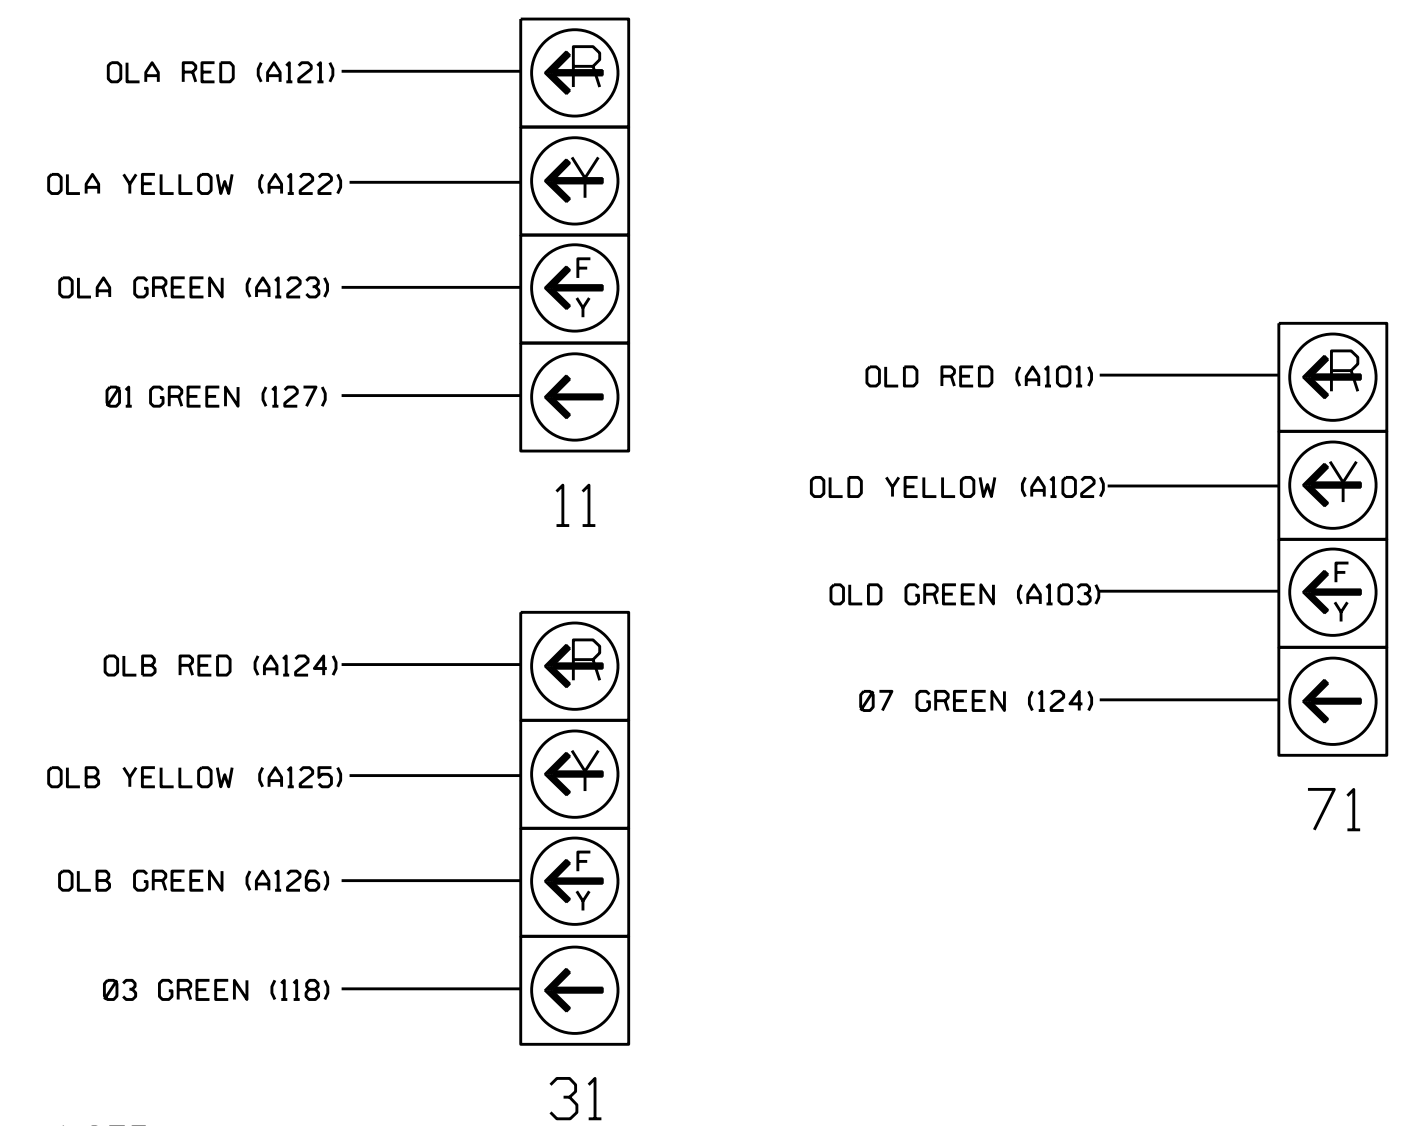 OLA RED (A121)
R
OLA YELLOW (A122)
Y
OLA GREEN (A123)
F
Y
Ø1 GREEN (127)
11
OLB RED (A124)
R
OLB YELLOW (A125)
Y
OLB GREEN (A126)
F
Y
Ø3 GREEN (118)
31
OLD RED (A101)
R
OLD YELLOW (A102)
Y
OLD GREEN (A103)
F
Y
Ø7 GREEN (124)
71